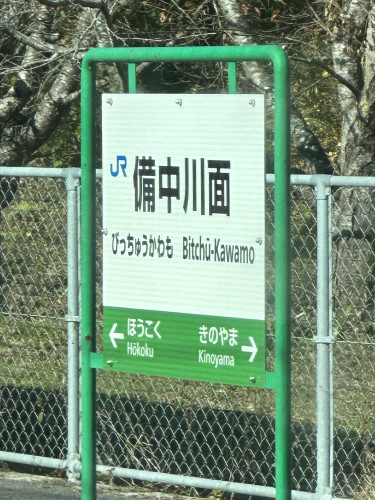 JR 備中川面
びっちゅうかわも Bitchū-Kawamo
ほうこく きのやま
Hōkoku Kinoyama